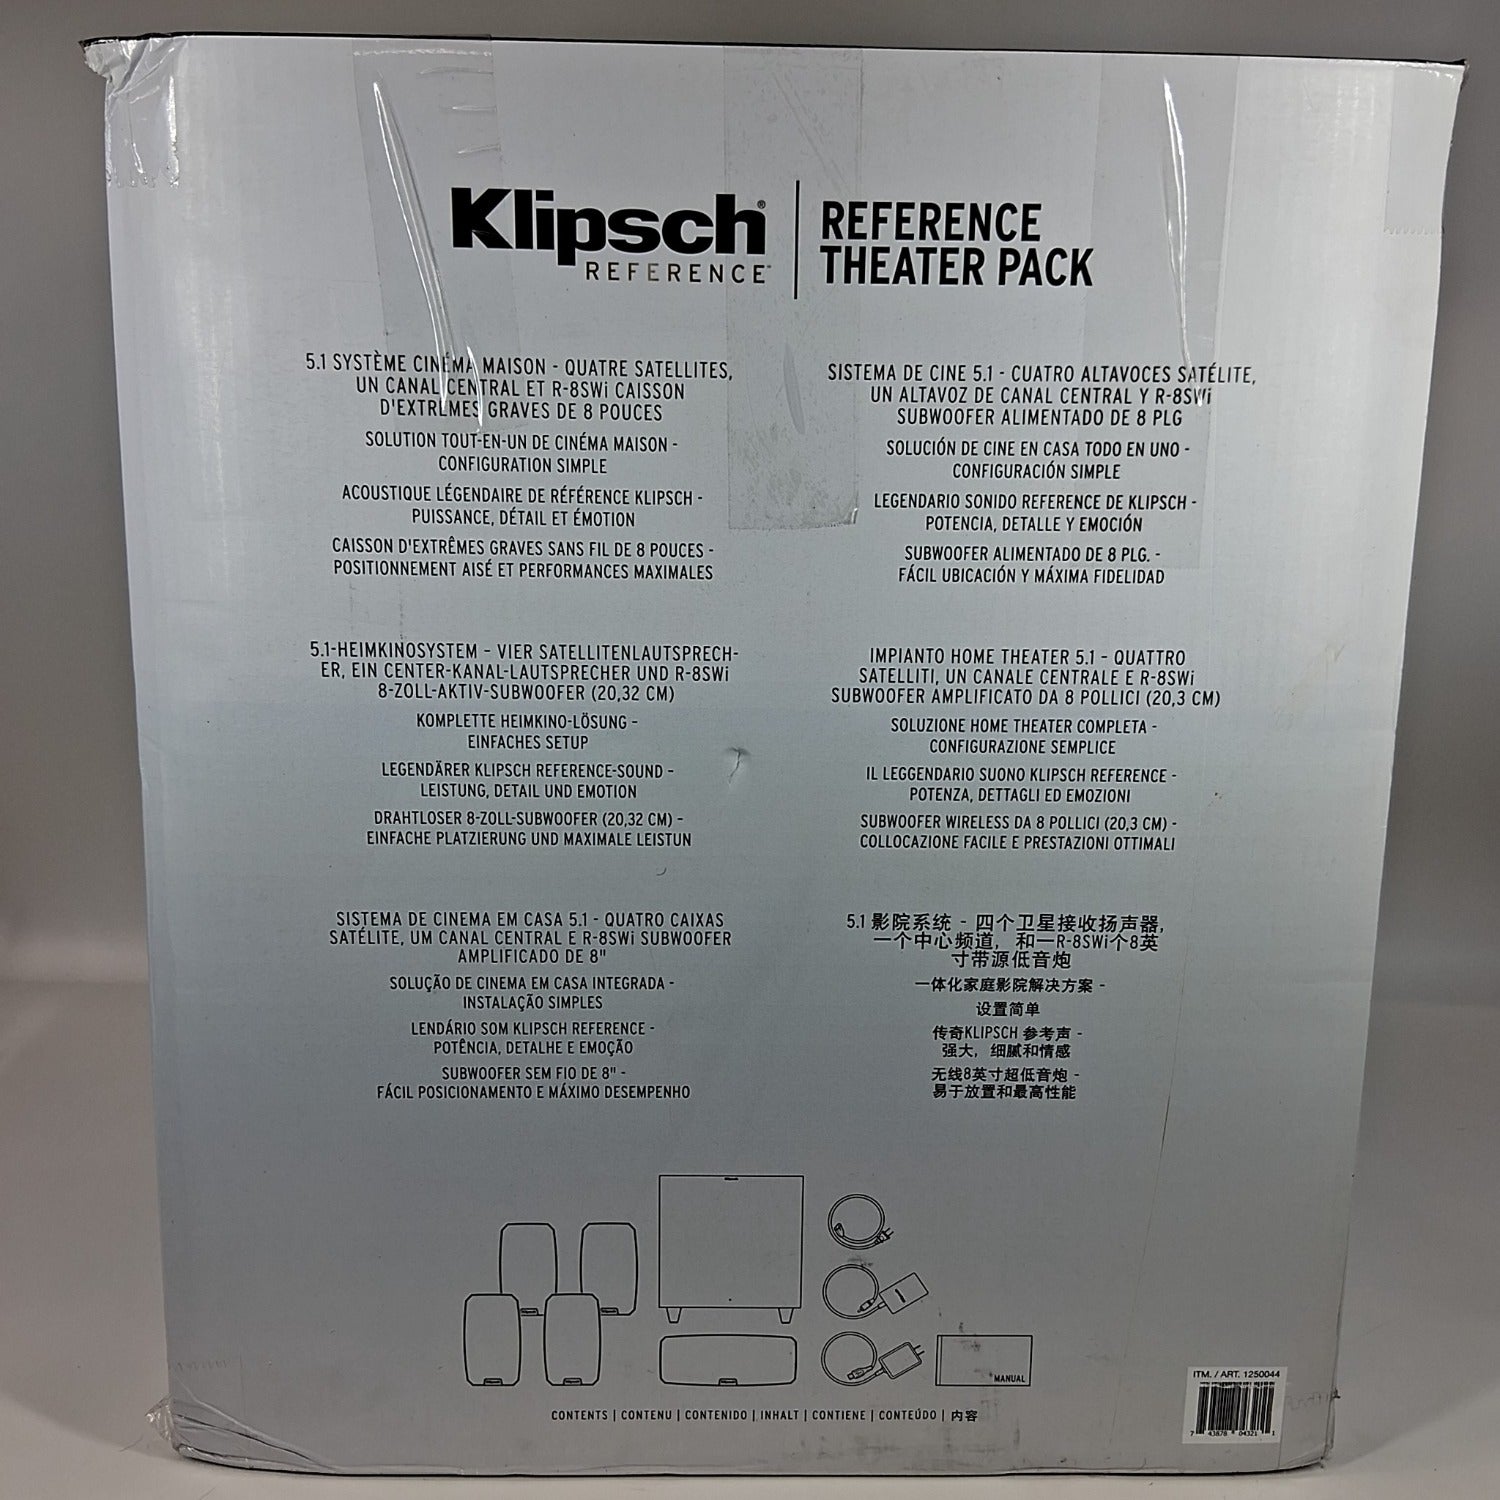 Klipsch®
REFERENCE™
REFERENCE
THEATER PACK
5.1 SYSTÈME CINÉMA MAISON - QUATRE SATELLITES,
UN CANAL CENTRAL ET R-8SWi CAISSON
D'EXTRÊMES GRAVES DE 8 POUCES
SOLUTION TOUT-EN-UN DE CINÉMA MAISON -
CONFIGURATION SIMPLE
ACOUSTIQUE LÉGENDAIRE DE RÉFÉRENCE KLIPSCH -
PUISSANCE, DÉTAIL ET ÉMOTION
CAISSON D'EXTRÊMES GRAVES SANS FIL DE 8 POUCES -
POSITIONNEMENT AISÉ ET PERFORMANCES MAXIMALES
SISTEMA DE CINE 5.1 - CUATRO ALTAVOCES SATÉLITE,
UN ALTAVOZ DE CANAL CENTRAL Y R-8SWi
SUBWOOFER ALIMENTADO DE 8 PLG
SOLUCIÓN DE CINE EN CASA TODO EN UNO -
CONFIGURACIÓN SIMPLE
LEGENDARIO SONIDO REFERENCE DE KLIPSCH -
POTENCIA, DETALLE Y EMOCIÓN
SUBWOOFER ALIMENTADO DE 8 PLG. -
FÁCIL UBICACIÓN Y MÁXIMA FIDELIDAD
5.1-HEIMKINOSYSTEM - VIER SATELLITENLAUTSPRECH-
ER, EIN CENTER-KANAL-LAUTSPRECHER UND R-8SWi
8-ZOLL-AKTIV-SUBWOOFER (20,32 CM)
KOMPLETTE HEIMKINO-LÖSUNG -
EINFACHES SETUP
LEGENDÄRER KLIPSCH REFERENCE-SOUND -
LEISTUNG, DETAIL UND EMOTION
DRAHTLOSER 8-ZOLL-SUBWOOFER (20,32 CM) -
EINFACHE PLATZIERUNG UND MAXIMALE LEISTUN
IMPIANTO HOME THEATER 5.1 - QUATTRO
SATELLITI, UN CANALE CENTRALE E R-8SWi
SUBWOOFER AMPLIFICATO DA 8 POLLICI (20,3 CM)
SOLUZIONE HOME THEATER COMPLETA -
CONFIGURAZIONE SEMPLICE
IL LEGGENDARIO SUONO KLIPSCH REFERENCE -
POTENZA, DETTAGLI ED EMOZIONI
SUBWOOFER WIRELESS DA 8 POLLICI (20,3 CM) -
COLLOCAZIONE FACILE E PRESTAZIONI OTTIMALI
SISTEMA DE CINEMA EM CASA 5.1 - QUATRO CAIXAS
SATÉLITE, UM CANAL CENTRAL E R-8SWi SUBWOOFER
AMPLIFICADO DE 8"
SOLUÇÃO DE CINEMA EM CASA INTEGRADA -
INSTALAÇÃO SIMPLES
LENDÁRIO SOM KLIPSCH REFERENCE -
POTÊNCIA, DETALHE E EMOÇÃO
SUBWOOFER SEM FIO DE 8" -
FÁCIL POSICIONAMENTO E MÁXIMO DESEMPENHO
5.1 影院系统 - 四个卫星接收扬声器,
一个中心频道, 和一R-8SWi个8英
寸带源低音炮
一体化家庭影院解决方案 -
设置简单
传奇KLIPSCH 参考声 -
强大, 细腻和情感
无线8英寸超低音炮 -
易于放置和最高性能
MANUAL
CONTENTS | CONTENU | CONTENIDO | INHALT | CONTIENE | CONTEÚDO | 内容
ITM. / ART. 1250044
7 43878 04321 1